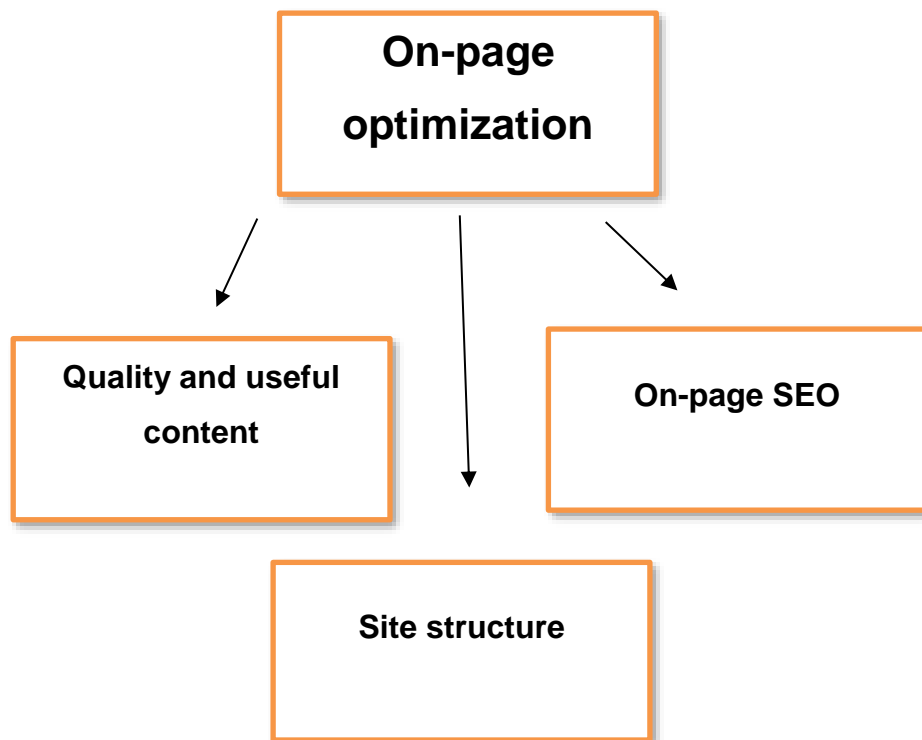 On-page
optimization
Quality and useful
content
On-page SEO
Site structure